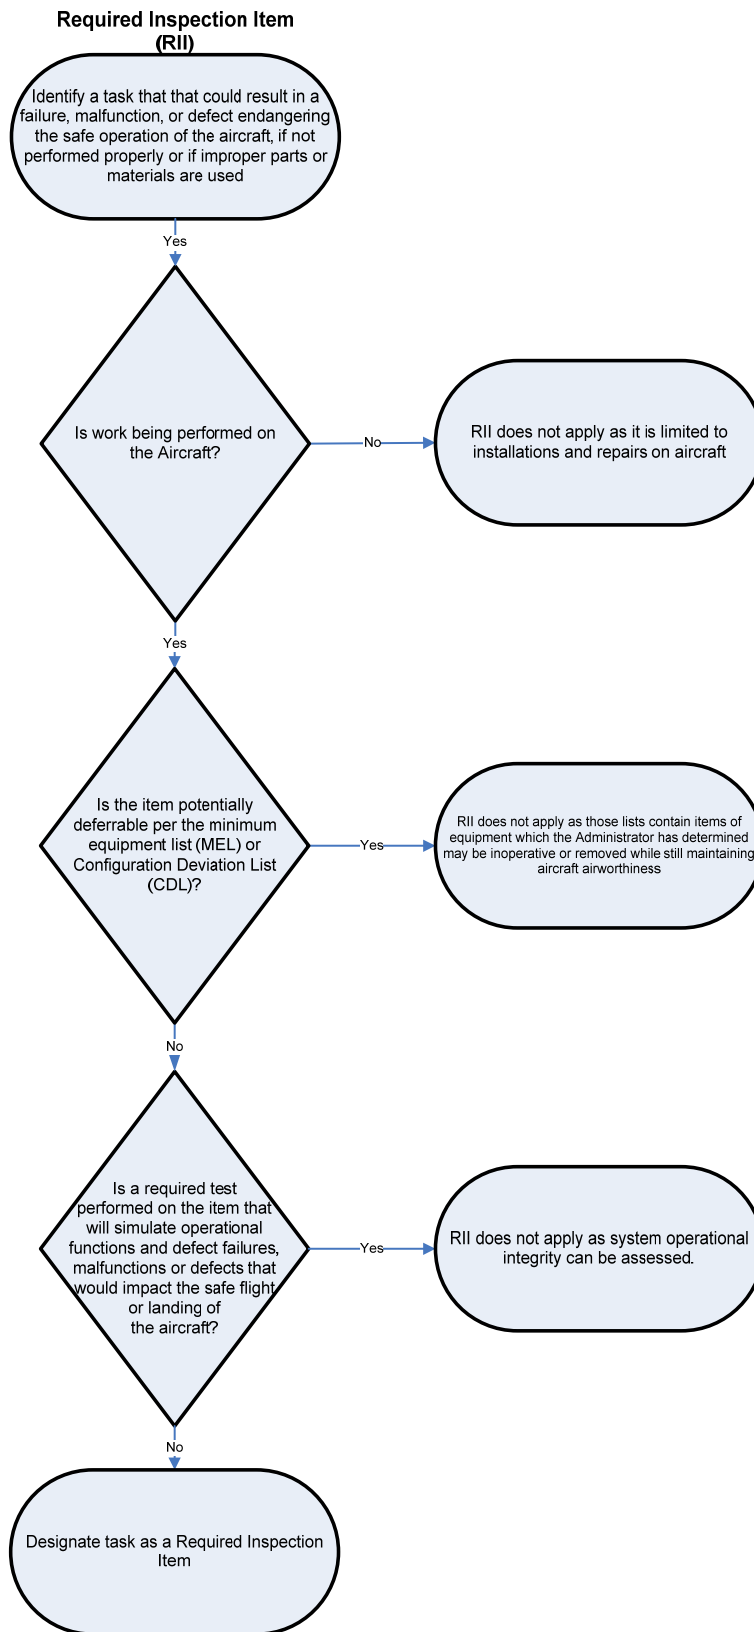 Required Inspection Item
(RII)
Identify a task that that could result in a
failure, malfunction, or defect endangering
the safe operation of the aircraft, if not
performed properly or if improper parts or
materials are used
Yes
Is work being performed on
the Aircraft?
No
RII does not apply as it is limited to
installations and repairs on aircraft
Yes
Is the item potentially
deferrable per the minimum
equipment list (MEL) or
Configuration Deviation List
(CDL)?
Yes
RII does not apply as those lists contain items of
equipment which the Administrator has determined
may be inoperative or removed while still maintaining
aircraft airworthiness
No
Is a required test
performed on the item that
will simulate operational
functions and defect failures,
malfunctions or defects that
would impact the safe flight
or landing of
the aircraft?
Yes
RII does not apply as system operational
integrity can be assessed.
No
Designate task as a Required Inspection
Item